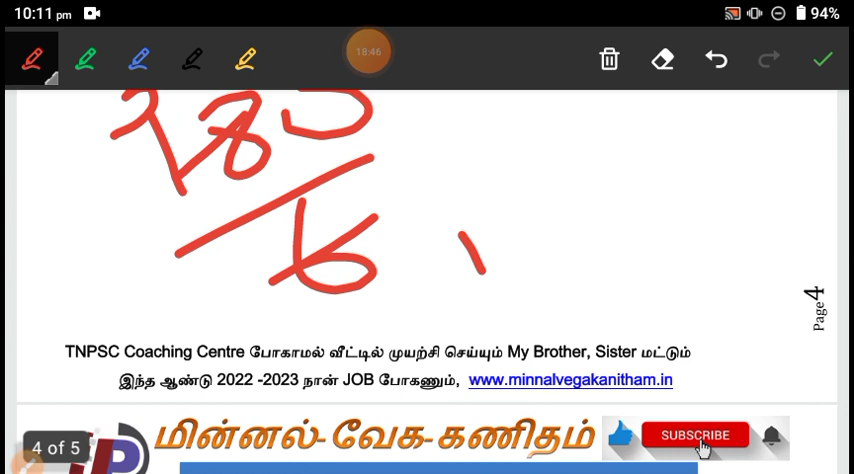 10:11 pm
94%
18:46
6
Page 4
TNPSC Coaching Centre போகாமல் வீட்டில் முயற்சி செய்யும் My Brother, Sister மட்டும்
இந்த ஆண்டு 2022 -2023 நான் JOB போகணும், www.minnalvegakanitham.in
4 of 5
மின்னல்-வேக-கணிதம்
SUBSCRIBE